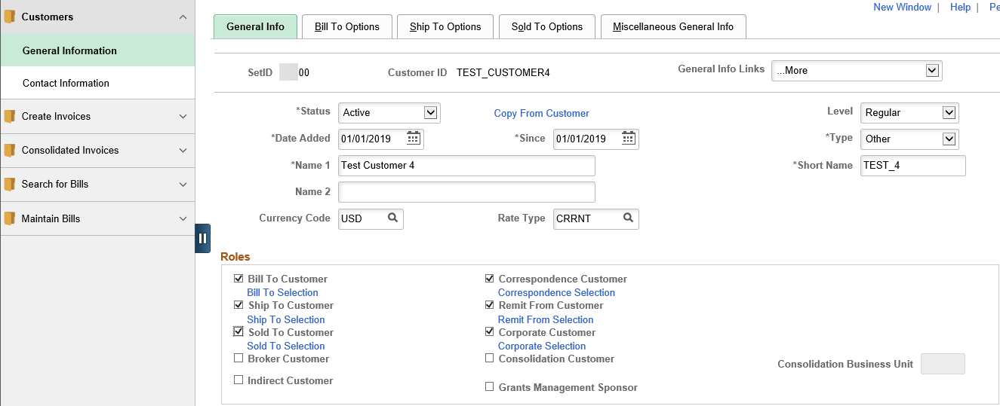 New Window | Help | Pe
Customers
General Information
Contact Information
Create Invoices
Consolidated Invoices
Search for Bills
Maintain Bills
General Info
Bill To Options
Ship To Options
Sold To Options
Miscellaneous General Info
SetID 00 Customer ID TEST_CUSTOMER4 General Info Links ...More
*Status Active Copy From Customer Level Regular
*Date Added 01/01/2019 *Since 01/01/2019 *Type Other
*Name 1 Test Customer 4 *Short Name TEST_4
Name 2
Currency Code USD Rate Type CRRNT
Roles
Bill To Customer Correspondence Customer
Bill To Selection Correspondence Selection
Ship To Customer Remit From Customer
Ship To Selection Remit From Selection
Sold To Customer Corporate Customer
Sold To Selection Corporate Selection
Broker Customer Consolidation Customer Consolidation Business Unit
Indirect Customer
Grants Management Sponsor